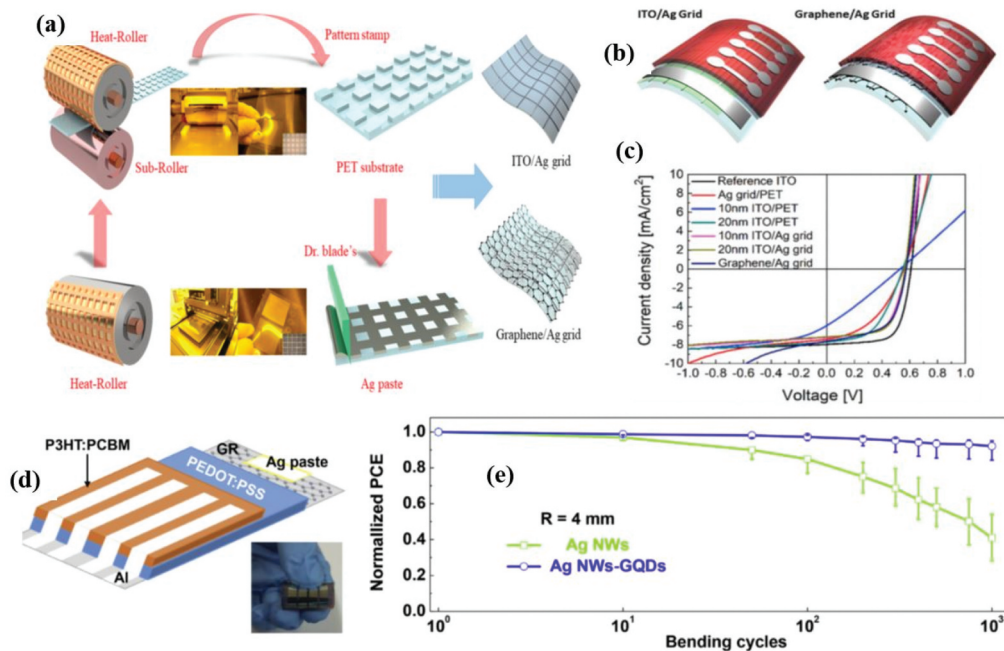 (a)
Heat-Roller
Pattern stamp
Sub-Roller
PET substrate
ITO/Ag grid
Dr. blade's
Graphene/Ag grid
Heat-Roller
Ag paste
(b)
ITO/Ag Grid
Graphene/Ag Grid
(c)
Current density [mA/cm²]
10
8
6
4
2
0
-2
-4
-6
-8
-10
Reference ITO
Ag grid/PET
10nm ITO/PET
20nm ITO/PET
10nm ITO/Ag grid
20nm ITO/Ag grid
Graphene/Ag grid
-1.0 -0.8 -0.6 -0.4 -0.2 0.0 0.2 0.4 0.6 0.8 1.0
Voltage [V]
(d)
P3HT:PCBM
GR
Ag paste
PEDOT:PSS
Al
(e)
Normallized PCE
1.0
0.8
0.6
0.4
0.2
0.0
R = 4 mm
Ag NWs
Ag NWs-GQDs
10⁰ 10¹ 10² 10³
Bending cycles